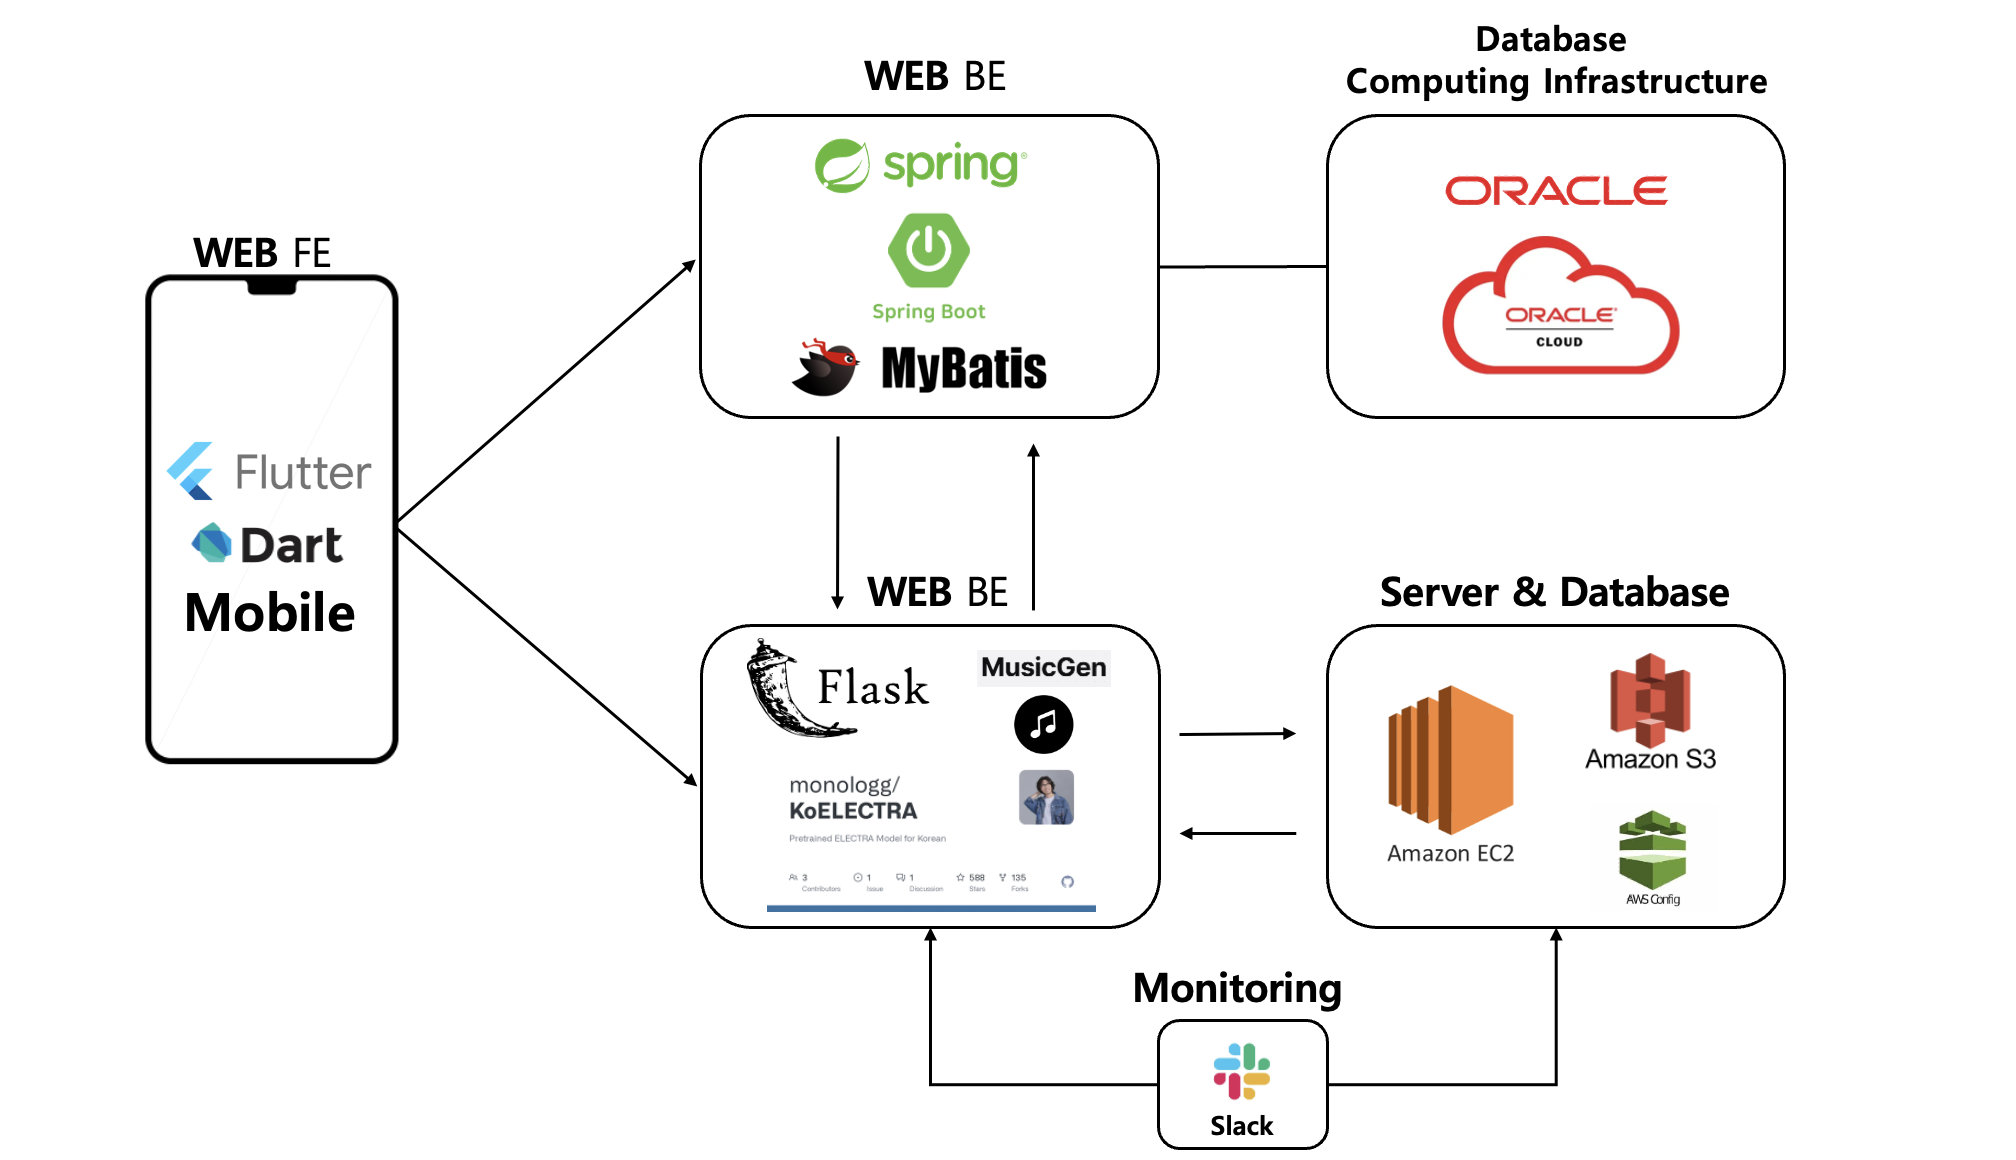 WEB FE
Flutter
Dart
Mobile
WEB BE
spring
Spring Boot
MyBatis
Database
Computing Infrastructure
ORACLE
ORACLE
CLOUD
WEB BE
Flask
MusicGen
monologg/
KoELECTRA
Pretrained ELECTRA Model for Korean
3 1 1 588 135
Contributors Issue Discussion Stars Forks
Server & Database
Amazon EC2
Amazon S3
AWS Config
Monitoring
Slack